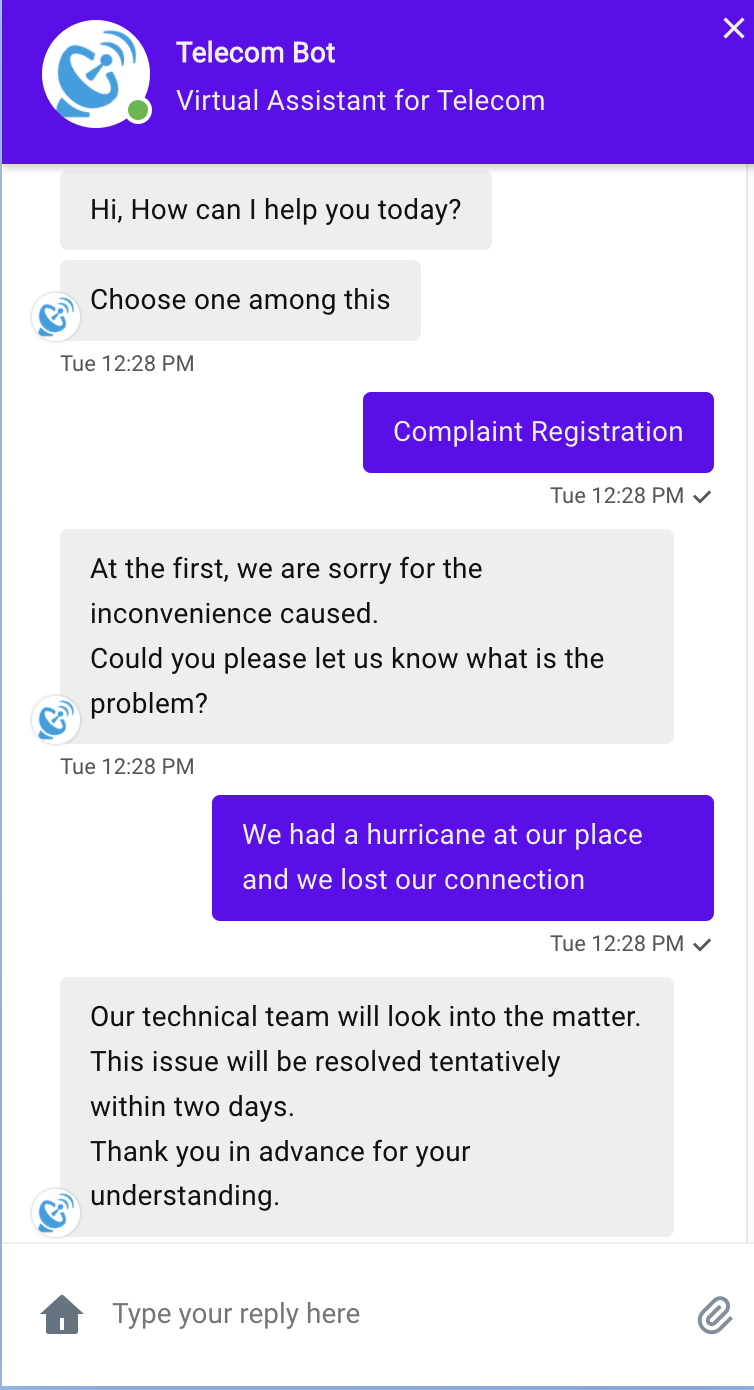 Telecom Bot
Virtual Assistant for Telecom
Hi, How can I help you today?
Choose one among this
Tue 12:28 PM
Complaint Registration
Tue 12:28 PM
At the first, we are sorry for the
inconvenience caused.
Could you please let us know what is the
problem?
Tue 12:28 PM
We had a hurricane at our place
and we lost our connection
Tue 12:28 PM
Our technical team will look into the matter.
This issue will be resolved tentatively
within two days.
Thank you in advance for your
understanding.
Type your reply here